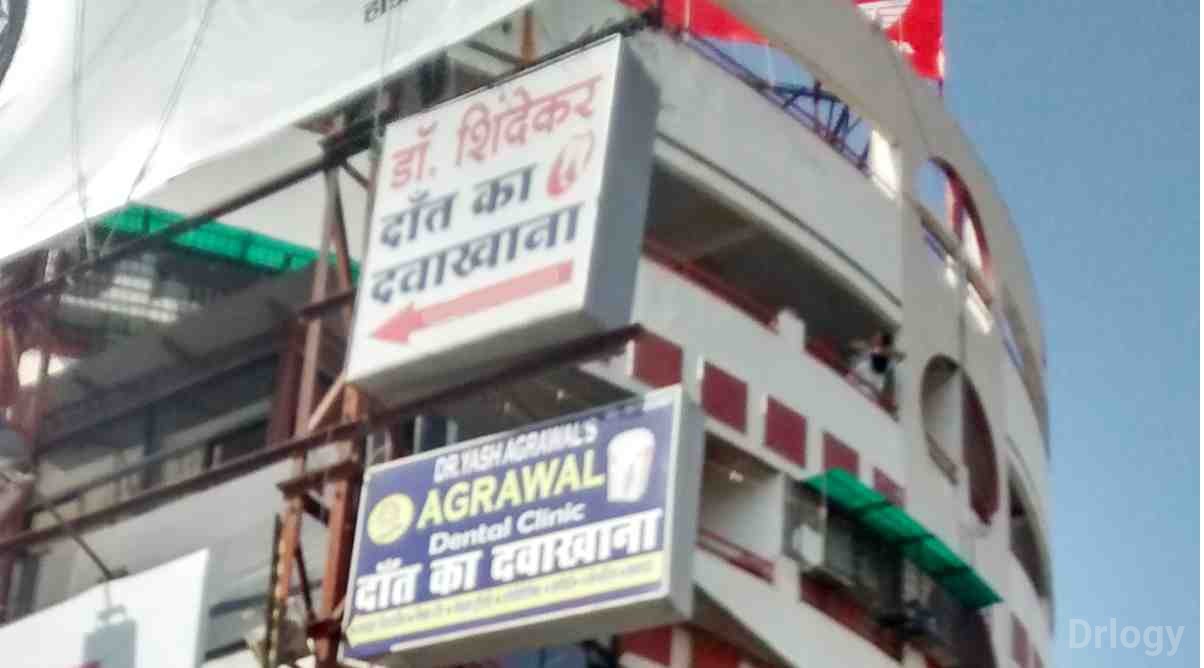 डॉ. शिंदेकर
दाँत का
दवाखाना
DR.YASH AGRAWAL'S
AGRAWAL
Dental Clinic
दाँत का दवाखाना
Drlogy